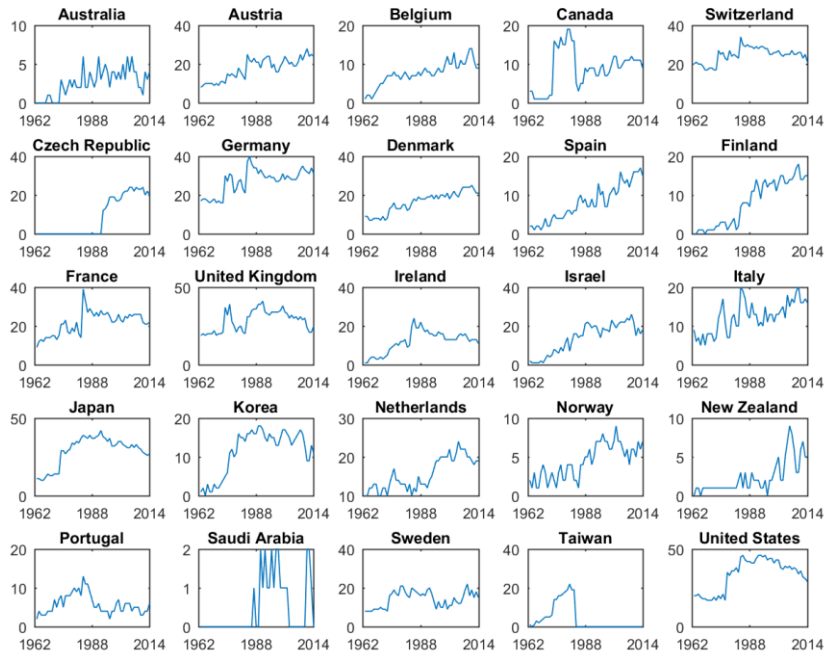 Australia Austria Belgium Canada Switzerland
10 40 20 20 40
5 20 10 10 20
0 0 0 0 0
1962 1988 2014 1962 1988 2014 1962 1988 2014 1962 1988 2014 1962 1988 2014
Czech Republic Germany Denmark Spain Finland
40 40 40 20 20
20 20 20 10 10
0 0 0 0 0
1962 1988 2014 1962 1988 2014 1962 1988 2014 1962 1988 2014 1962 1988 2014
France United Kingdom Ireland Israel Italy
40 50 40 40 20
20 20 20 10
0 0 0 0 0
1962 1988 2014 1962 1988 2014 1962 1988 2014 1962 1988 2014 1962 1988 2014
Japan Korea Netherlands Norway New Zealand
50 20 30 10 10
10 20 5 5
0 0 10 0 0
1962 1988 2014 1962 1988 2014 1962 1988 2014 1962 1988 2014 1962 1988 2014
Portugal Saudi Arabia Sweden Taiwan United States
20 2 40 40 50
10 1 20 20
0 0 0 0 0
1962 1988 2014 1962 1988 2014 1962 1988 2014 1962 1988 2014 1962 1988 2014